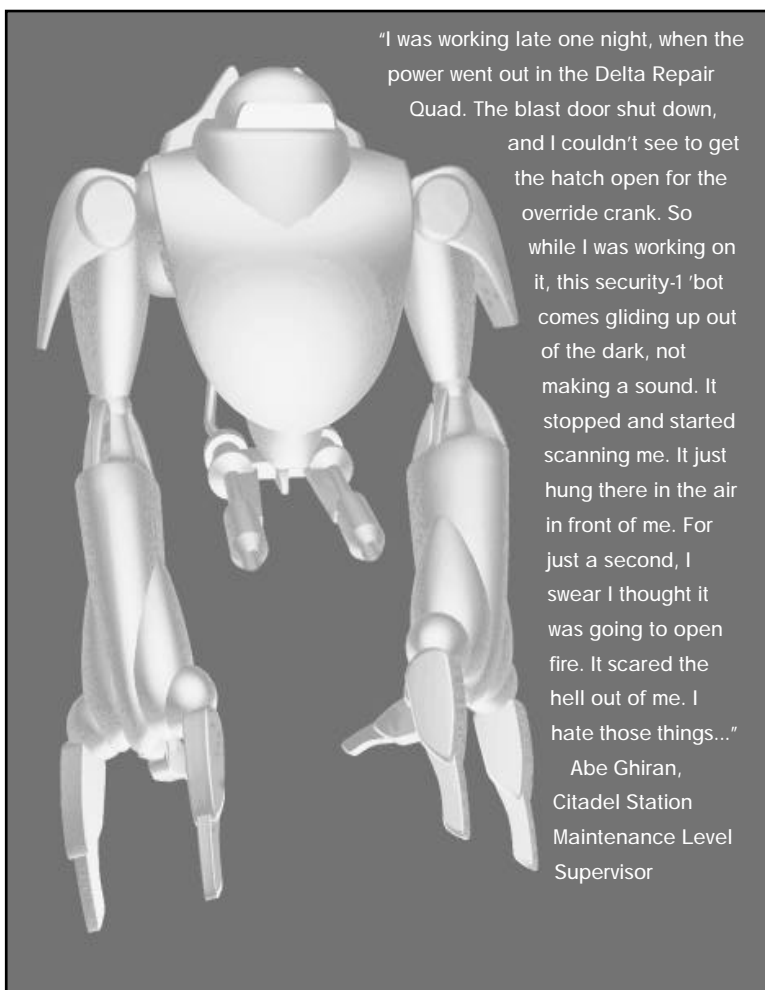 “I was working late one night, when the
power went out in the Delta Repair
Quad. The blast door shut down,
and I couldn’t see to get
the hatch open for the
override crank. So
while I was working on
it, this security-1 ’bot
comes gliding up out
of the dark, not
making a sound. It
stopped and started
scanning me. It just
hung there in the air
in front of me. For
just a second, I
swear I thought it
was going to open
fire. It scared the
hell out of me. I
hate those things...”
Abe Ghiran,
Citadel Station
Maintenance Level
Supervisor